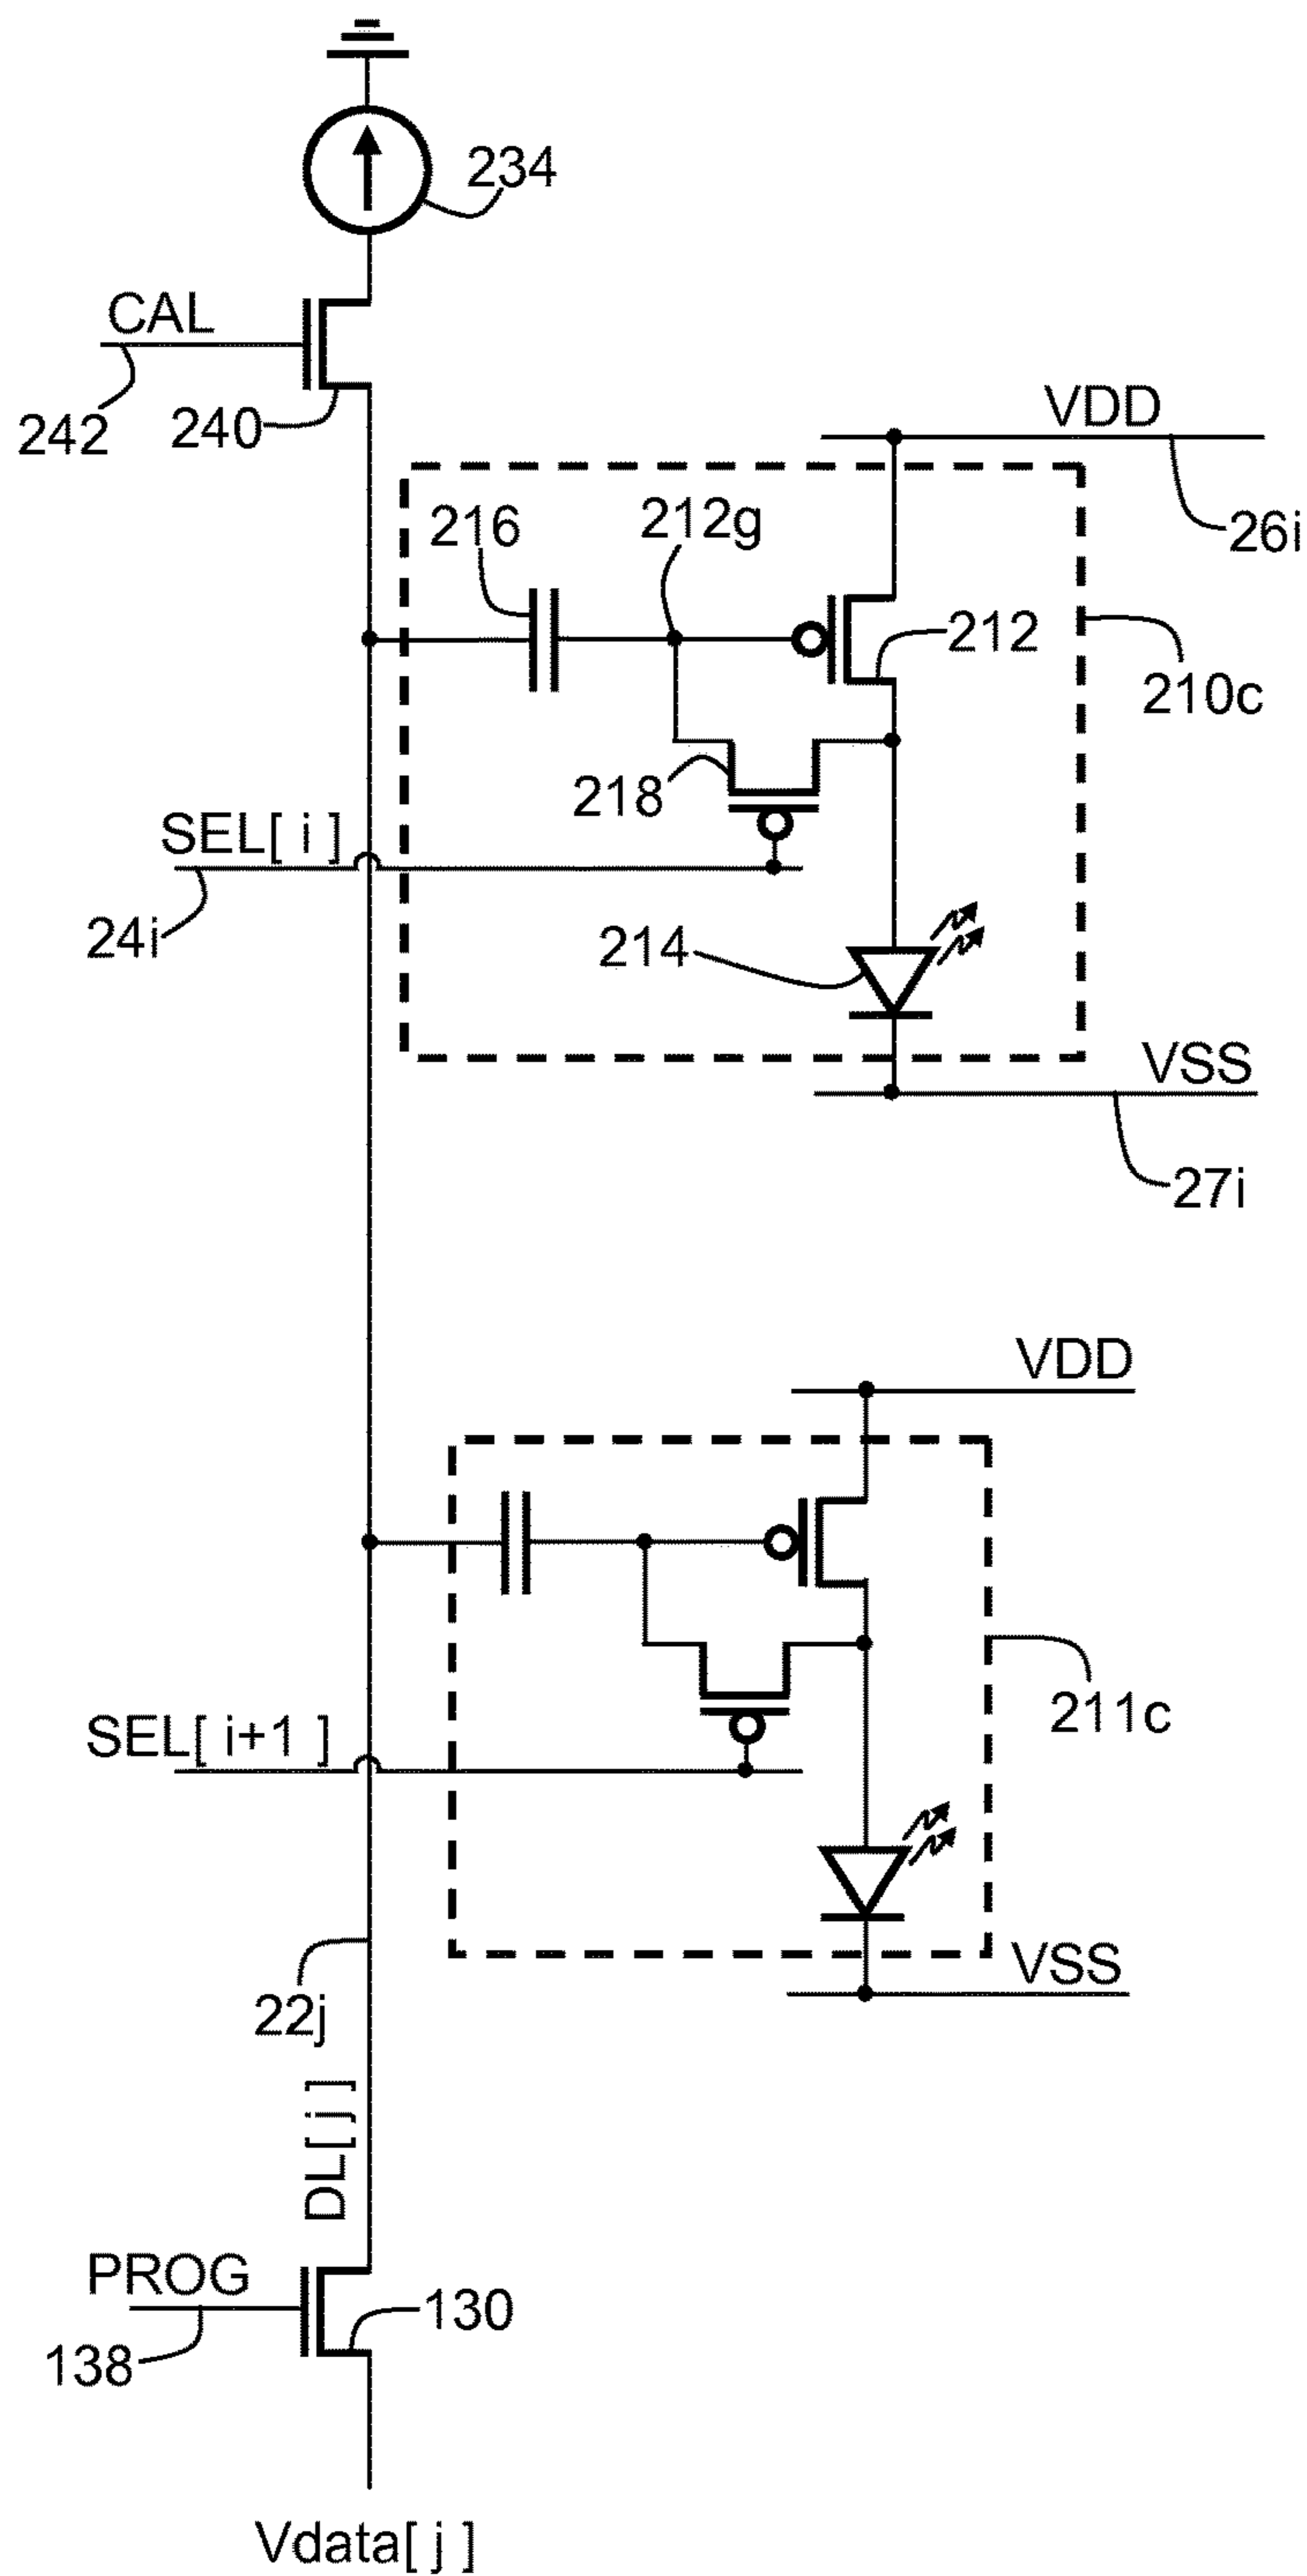 234
CAL
242
240
VDD
26i
216
212g
212
210c
218
SEL[ i ]
24i
214
VSS
27i
VDD
SEL[ i+1 ]
211c
VSS
22j
DL[ j ]
PROG
138
130
Vdata[ j ]